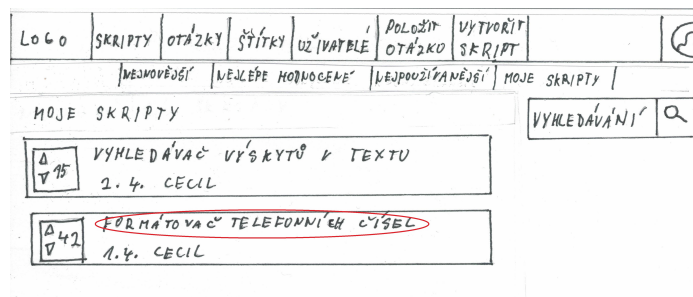 LOGO SKRIPTY OTÁZKY ŠTÍTKY UŽIVATELÉ POLOŽIT OTÁZKU VYTVOŘIT SKRIPT
NEJNOVĚJŠÍ NEJLÉPE HODNOCENÉ NEJPOUŽÍVANĚJŠÍ MOJE SKRIPTY
MOJE SKRIPTY
VYHLEDÁVÁNÍ
15 VYHLEDÁVAČ VÝSKYTŮ V TEXTU
2. 4. CECIL
42 FORMÁTOVAČ TELEFONNÍCH ČÍSEL
1. 4. CECIL